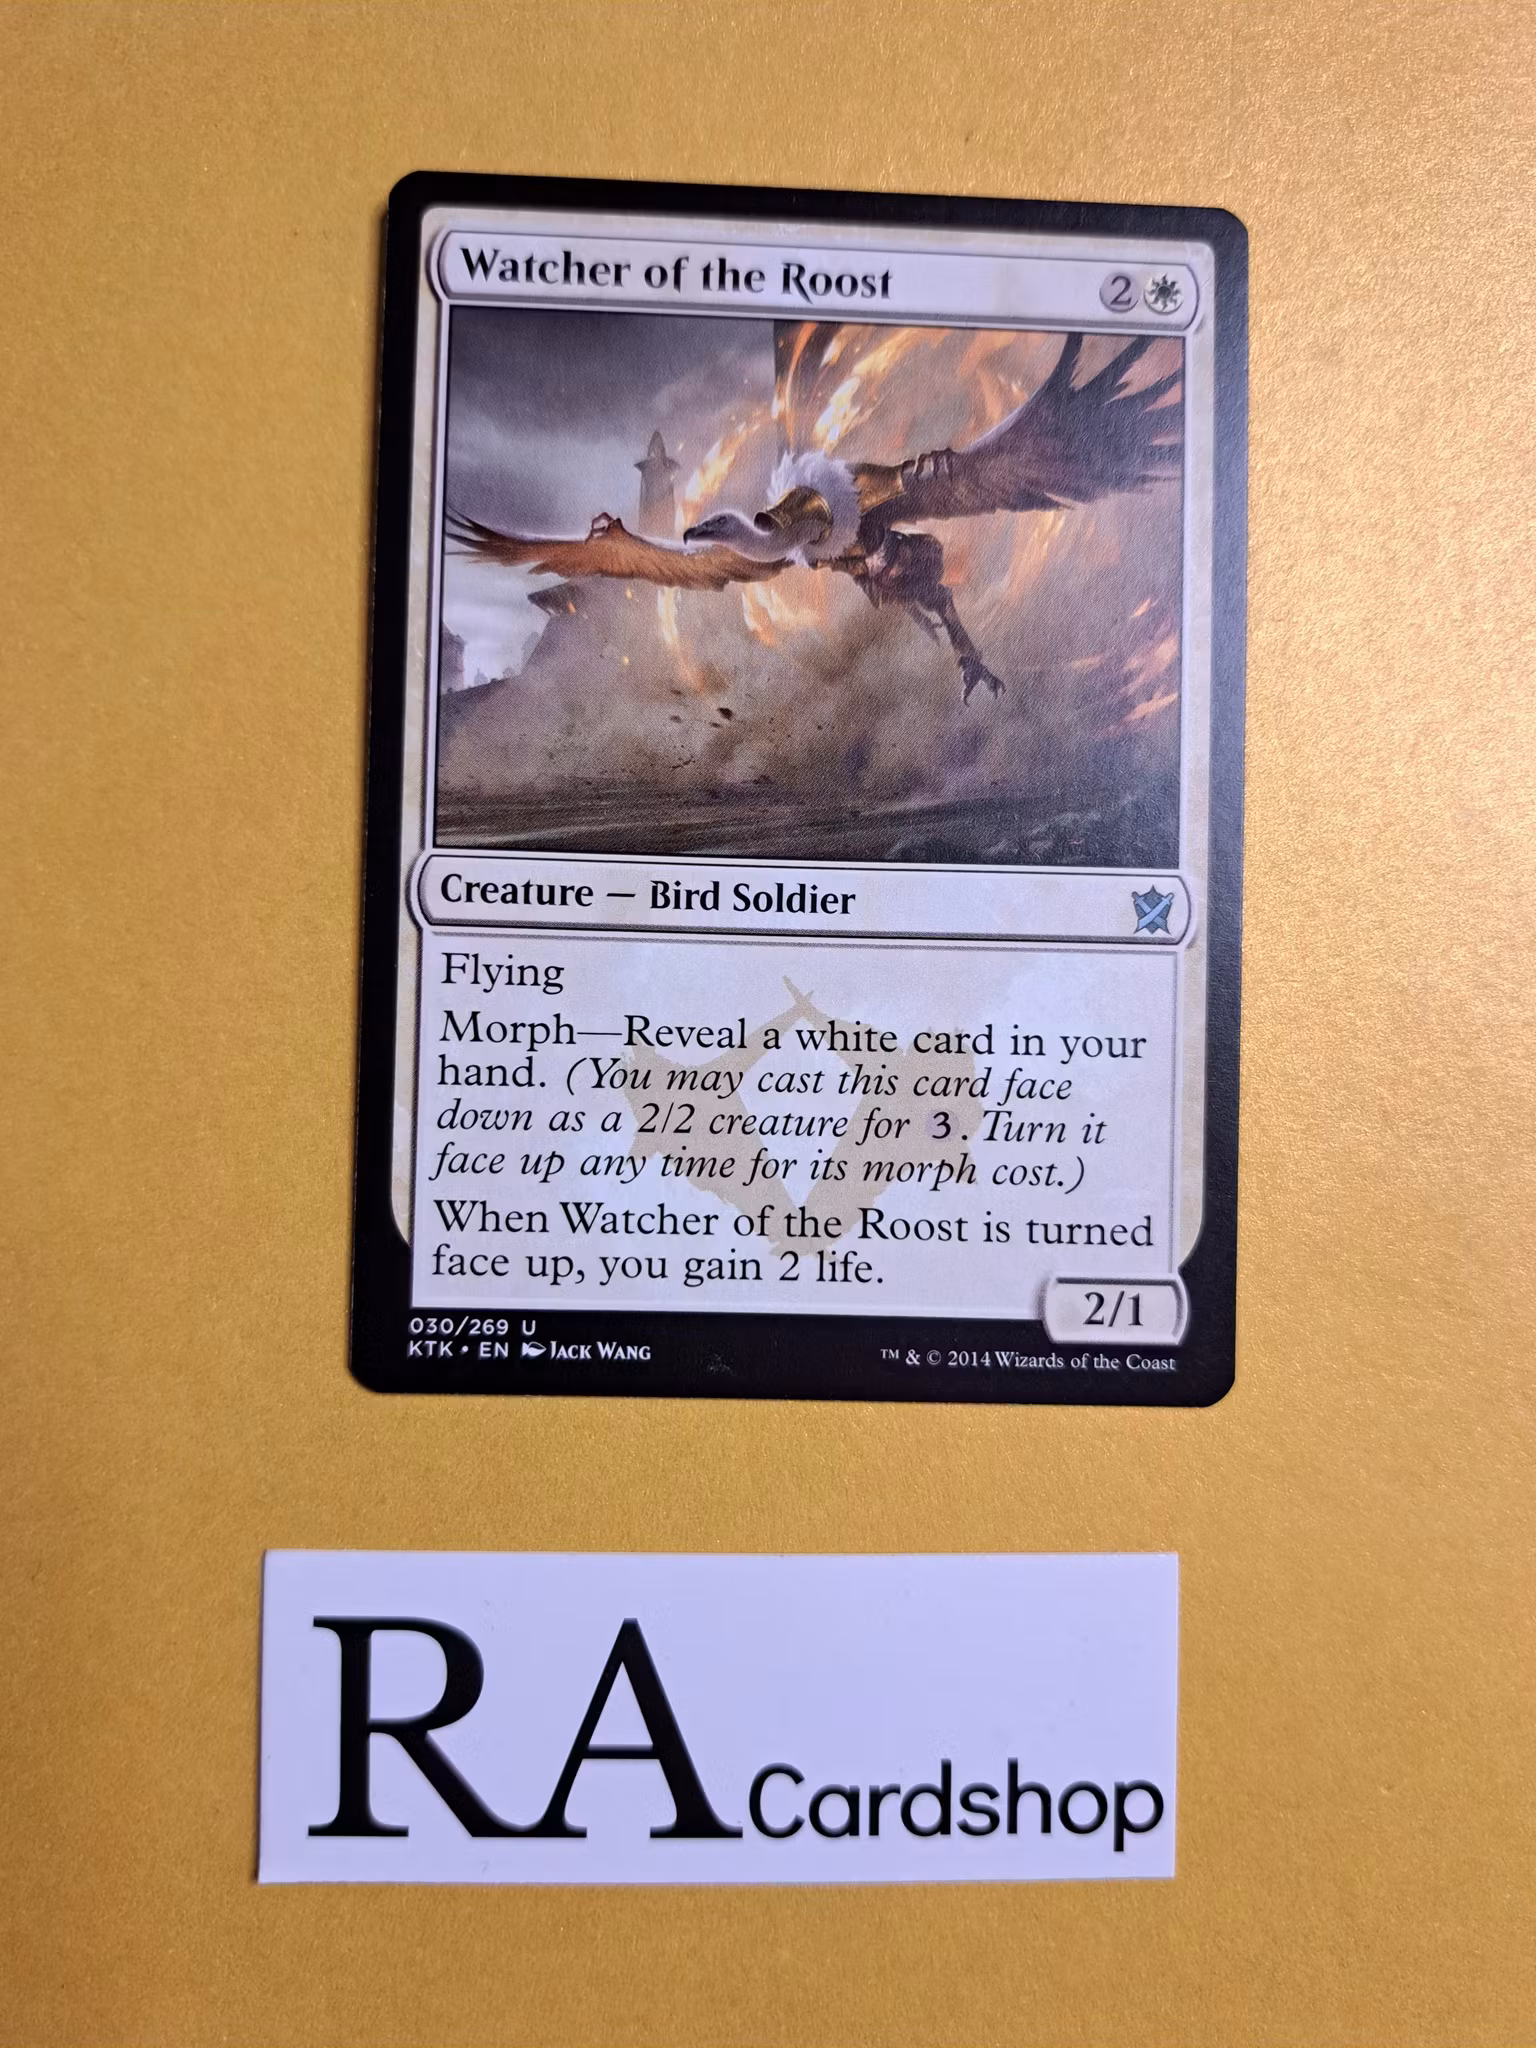 Watcher of the Roost 2
Creature — Bird Soldier
Flying
Morph—Reveal a white card in your
hand. (You may cast this card face
down as a 2/2 creature for 3. Turn it
face up any time for its morph cost.)
When Watcher of the Roost is turned
face up, you gain 2 life.
2/1
030/269 U
KTK • EN Jack Wang
™ & © 2014 Wizards of the Coast
RA Cardshop